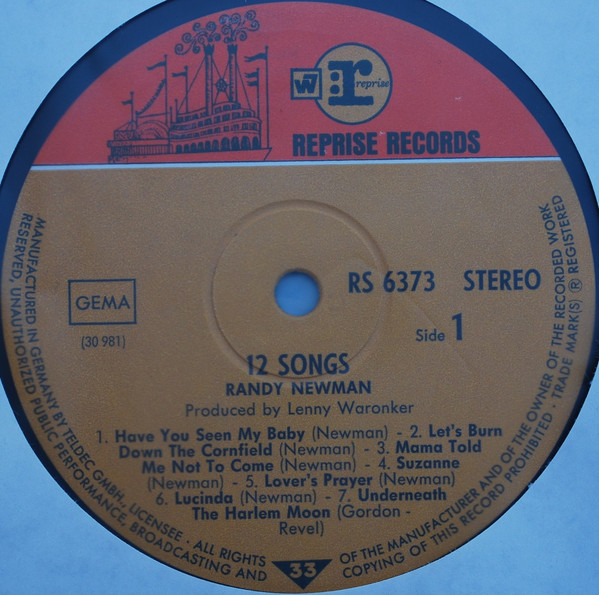 W7 r reprise
REPRISE RECORDS
RS 6373 STEREO
GEMA
(30 981)
Side 1
12 SONGS
RANDY NEWMAN
Produced by Lenny Waronker
1. Have You Seen My Baby (Newman) - 2. Let's Burn
Down The Cornfield (Newman) - 3. Mama Told
Me Not To Come (Newman) - 4. Suzanne
(Newman) - 5. Lover's Prayer (Newman)
6. Lucinda (Newman) - 7. Underneath
The Harlem Moon (Gordon -
Revel)
33
MANUFACTURED IN GERMANY BY TELDEC GMBH., LICENSEE · ALL RIGHTS
RESERVED, UNAUTHORIZED PUBLIC PERFORMANCE, BROADCASTING AND
COPYING OF THIS RECORD PROHIBITED · TRADE MARK(S) ® REGISTERED
OF THE MANUFACTURER AND OF THE OWNER OF THE RECORDED WORK